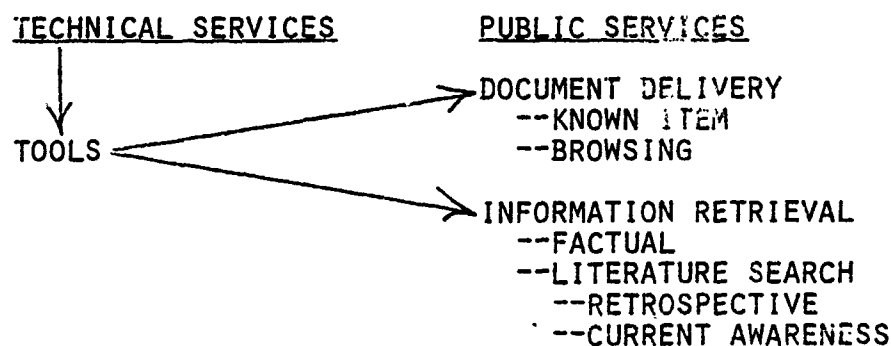 TECHNICAL SERVICES
PUBLIC SERVICES
DOCUMENT DELIVERY
--KNOWN ITEM
--BROWSING
TOOLS
INFORMATION RETRIEVAL
--FACTUAL
--LITERATURE SEARCH
--RETROSPECTIVE
--CURRENT AWARENESS